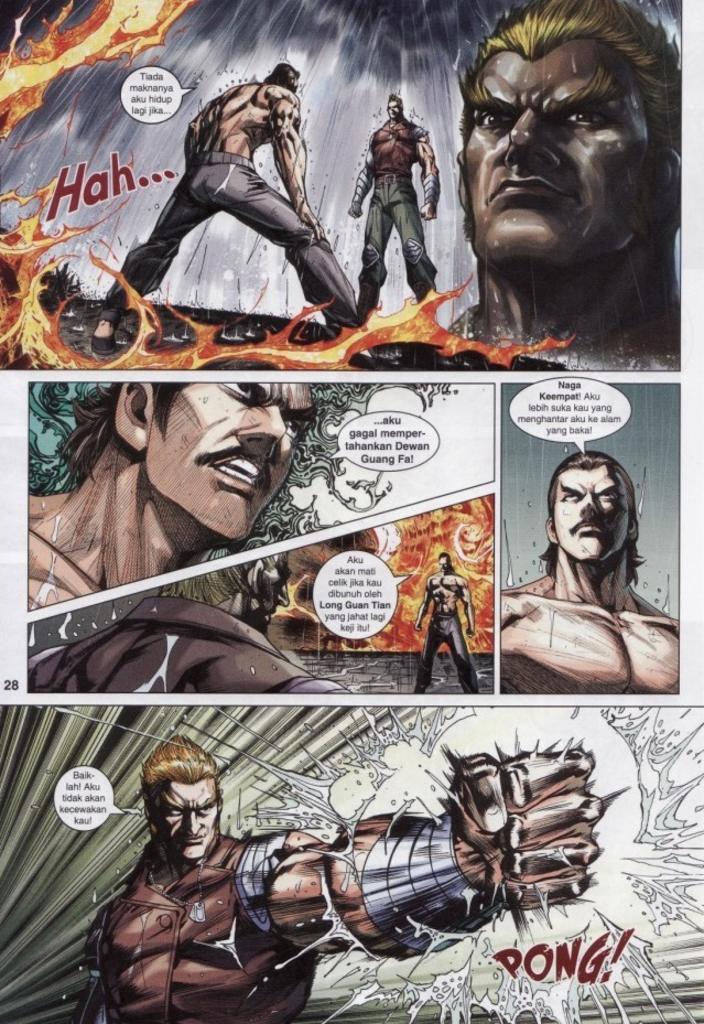 Tiada
maknanya
aku hidup
lagi jika...
Hah...
...aku
gagal memper-
tahankan Dewan
Guang Fa!
Naga
Keempat! Aku
lebih suka kau yang
menghantar aku ke alam
yang baka!
Aku
akan mati
celik jika kau
dibunuh oleh
Long Guan Tian
yang jahat lagi
keji itu!
28
Baik-
lah! Aku
tidak akan
kecewakan
kau!
PONG!